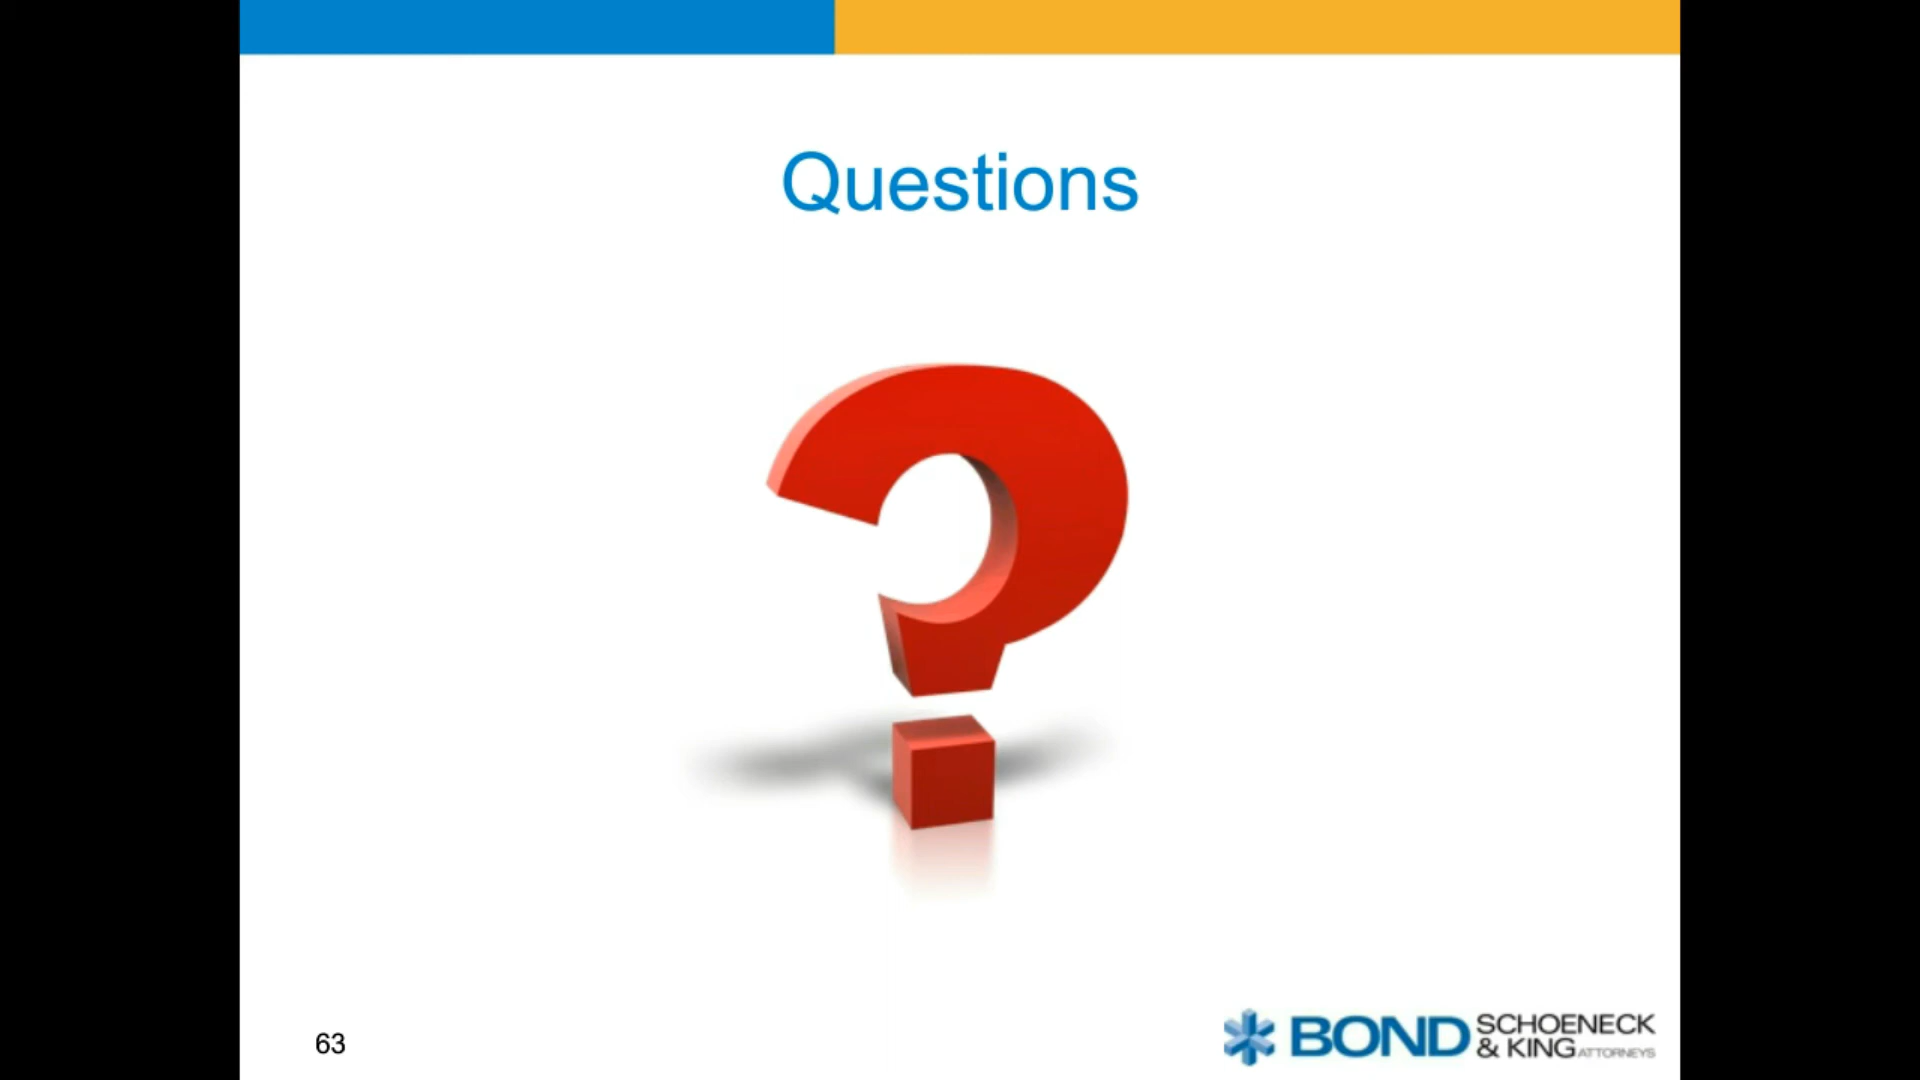 Questions
?
63
BOND SCHOENECK
& KING ATTORNEYS